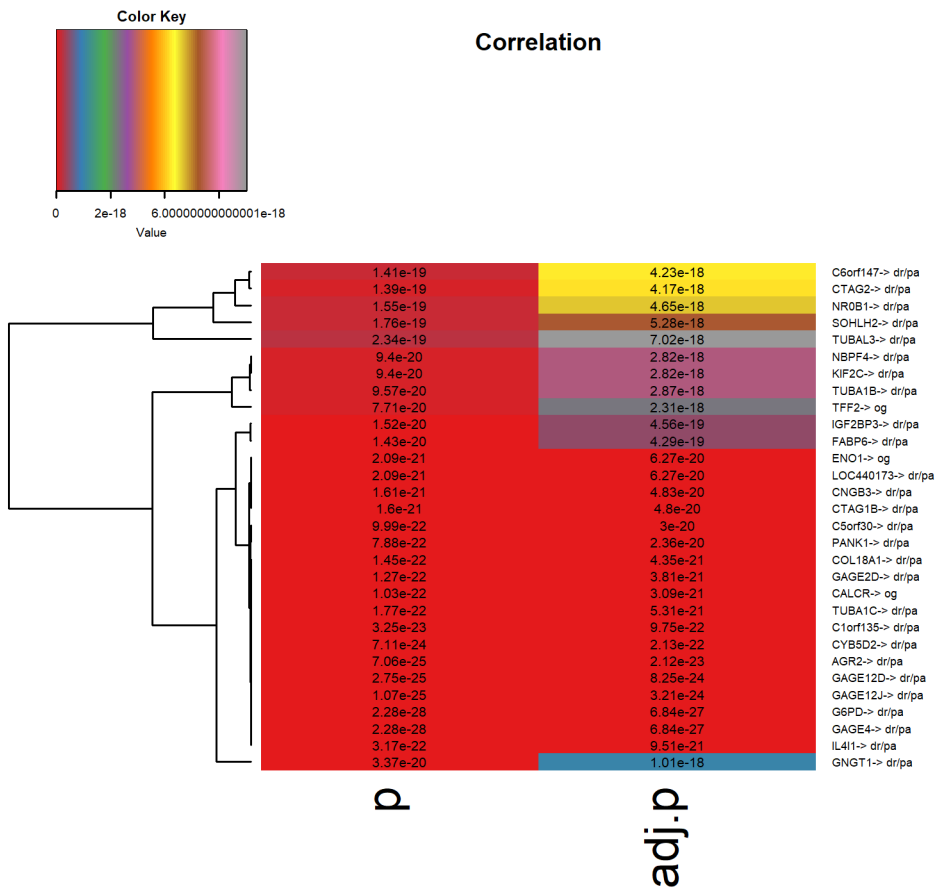 Color Key
Correlation
0 2e-18 6.00000000000001e-18
Value
1.41e-19 4.23e-18 C6orf147-> dr/pa
1.39e-19 4.17e-18 CTAG2-> dr/pa
1.55e-19 4.65e-18 NR0B1-> dr/pa
1.76e-19 5.28e-18 SOHLH2-> dr/pa
2.34e-19 7.02e-18 TUBAL3-> dr/pa
9.4e-20 2.82e-18 NBPF4-> dr/pa
9.4e-20 2.82e-18 KIF2C-> dr/pa
9.57e-20 2.87e-18 TUBA1B-> dr/pa
7.71e-20 2.31e-18 TFF2-> og
1.52e-20 4.56e-19 IGF2BP3-> dr/pa
1.43e-20 4.29e-19 FABP6-> dr/pa
2.09e-21 6.27e-20 ENO1-> og
2.09e-21 6.27e-20 LOC440173-> dr/pa
1.61e-21 4.83e-20 CNGB3-> dr/pa
1.6e-21 4.8e-20 CTAG1B-> dr/pa
9.99e-22 3e-20 C5orf30-> dr/pa
7.88e-22 2.36e-20 PANK1-> dr/pa
1.45e-22 4.35e-21 COL18A1-> dr/pa
1.27e-22 3.81e-21 GAGE2D-> dr/pa
1.03e-22 3.09e-21 CALCR-> og
1.77e-22 5.31e-21 TUBA1C-> dr/pa
3.25e-23 9.75e-22 C1orf135-> dr/pa
7.11e-24 2.13e-22 CYB5D2-> dr/pa
7.06e-25 2.12e-23 AGR2-> dr/pa
2.75e-25 8.25e-24 GAGE12D-> dr/pa
1.07e-25 3.21e-24 GAGE12J-> dr/pa
2.28e-28 6.84e-27 G6PD-> dr/pa
2.28e-28 6.84e-27 GAGE4-> dr/pa
3.17e-22 9.51e-21 IL4I1-> dr/pa
3.37e-20 1.01e-18 GNGT1-> dr/pa
p adj.p